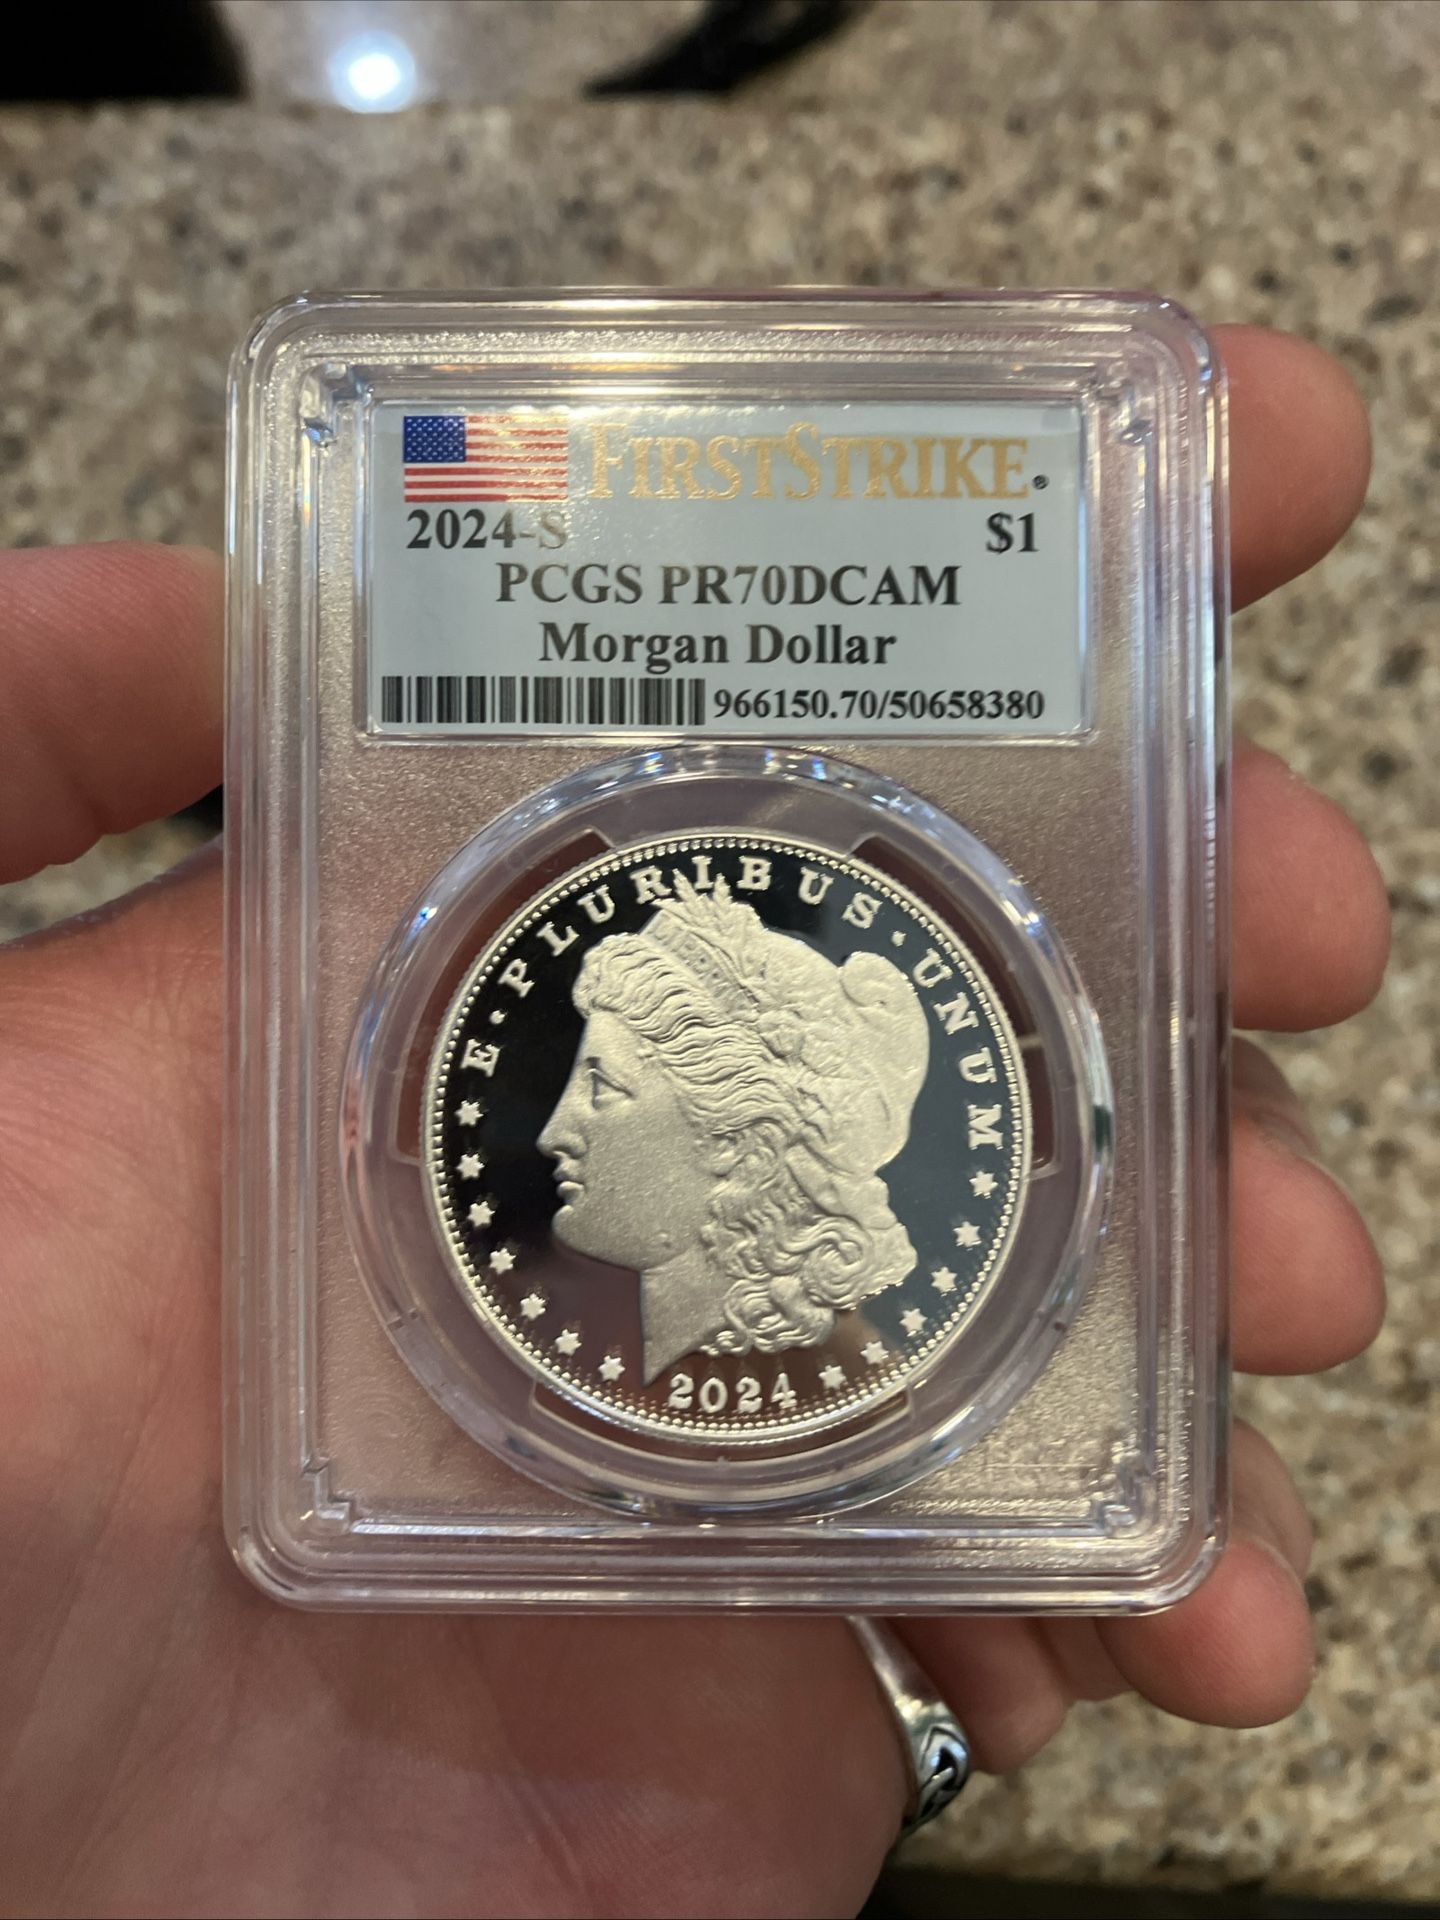 FIRSTSTRIKE®
2024-S $1
PCGS PR70DCAM
Morgan Dollar
966150.70/50658380
E·PLURIBUS·UNUM
2024